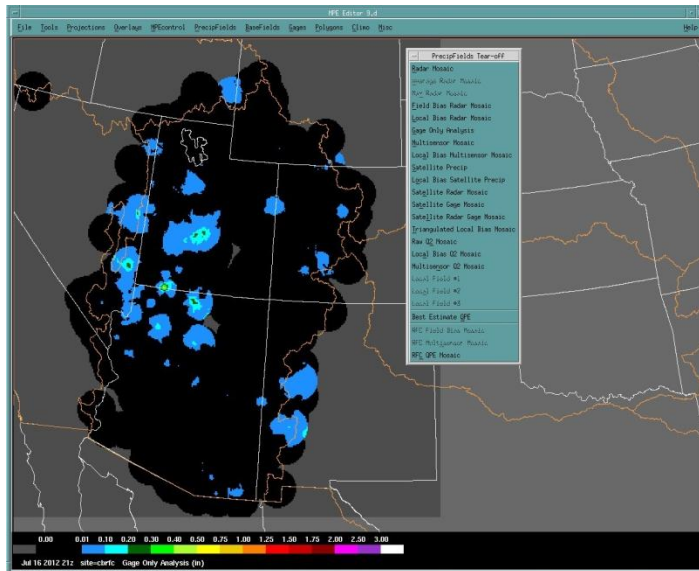 MPE Editor 9.d
File Tools Projections Overlays MPEcontrol PrecipFields BaseFields Gages Polygons Climo Misc Help
PrecipFields Tear-off
Radar Mosaic
Average Radar Mosaic
Max Radar Mosaic
Field Bias Radar Mosaic
Local Bias Radar Mosaic
Gage Only Analysis
Multisensor Mosaic
Local Bias Multisensor Mosaic
Satellite Precip
Local Bias Satellite Precip
Satellite Radar Mosaic
Satellite Gage Mosaic
Satellite Radar Gage Mosaic
Triangulated Local Bias Mosaic
Raw Q2 Mosaic
Local Bias Q2 Mosaic
Multisensor Q2 Mosaic
Local Field #1
Local Field #2
Local Field #3
Best Estimate QPE
RFC Field Bias Mosaic
RFC Multisensor Mosaic
RFC QPE Mosaic
0.00 0.01 0.10 0.20 0.30 0.40 0.50 0.75 1.00 1.25 1.50 1.75 2.00 2.50 3.00
Jul 16 2012 21z site=cbrfc Gage Only Analysis (in)